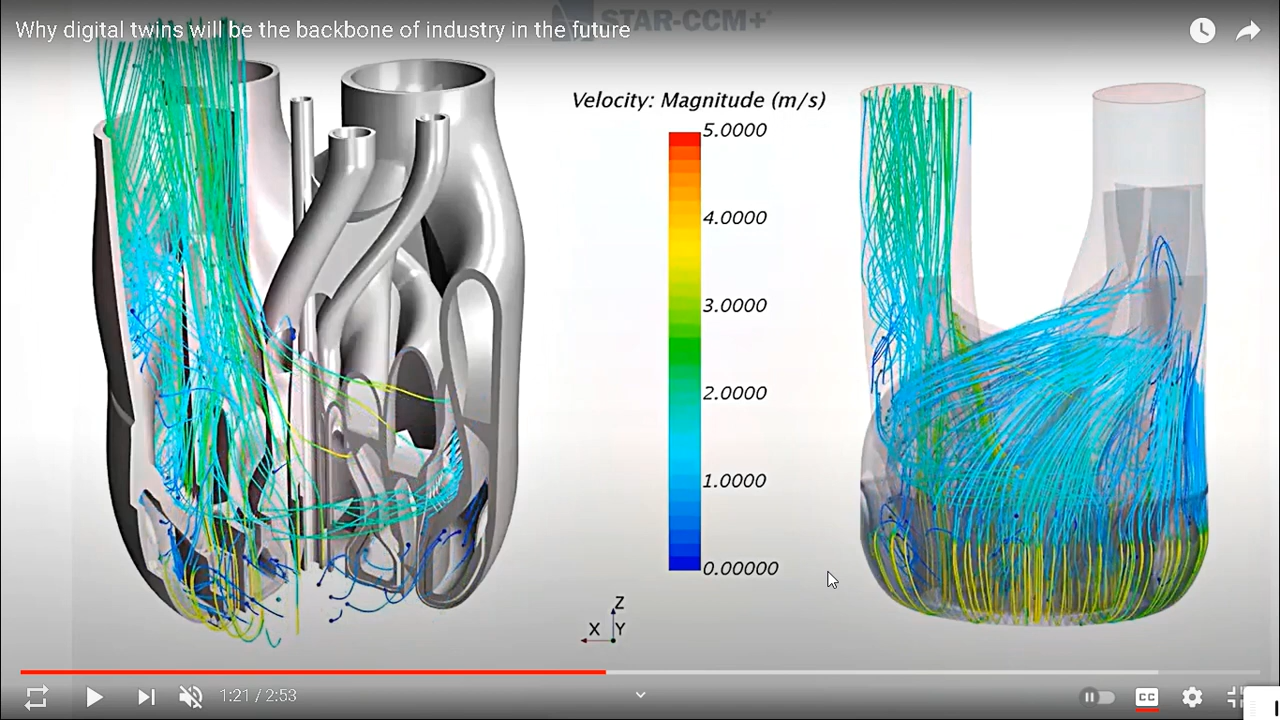 Why digital twins will be the backbone of industry in the future
STAR-CCM+
Velocity: Magnitude (m/s)
5.0000
4.0000
3.0000
2.0000
1.0000
0.00000
Z
X Y
1:21 / 2:53
CC